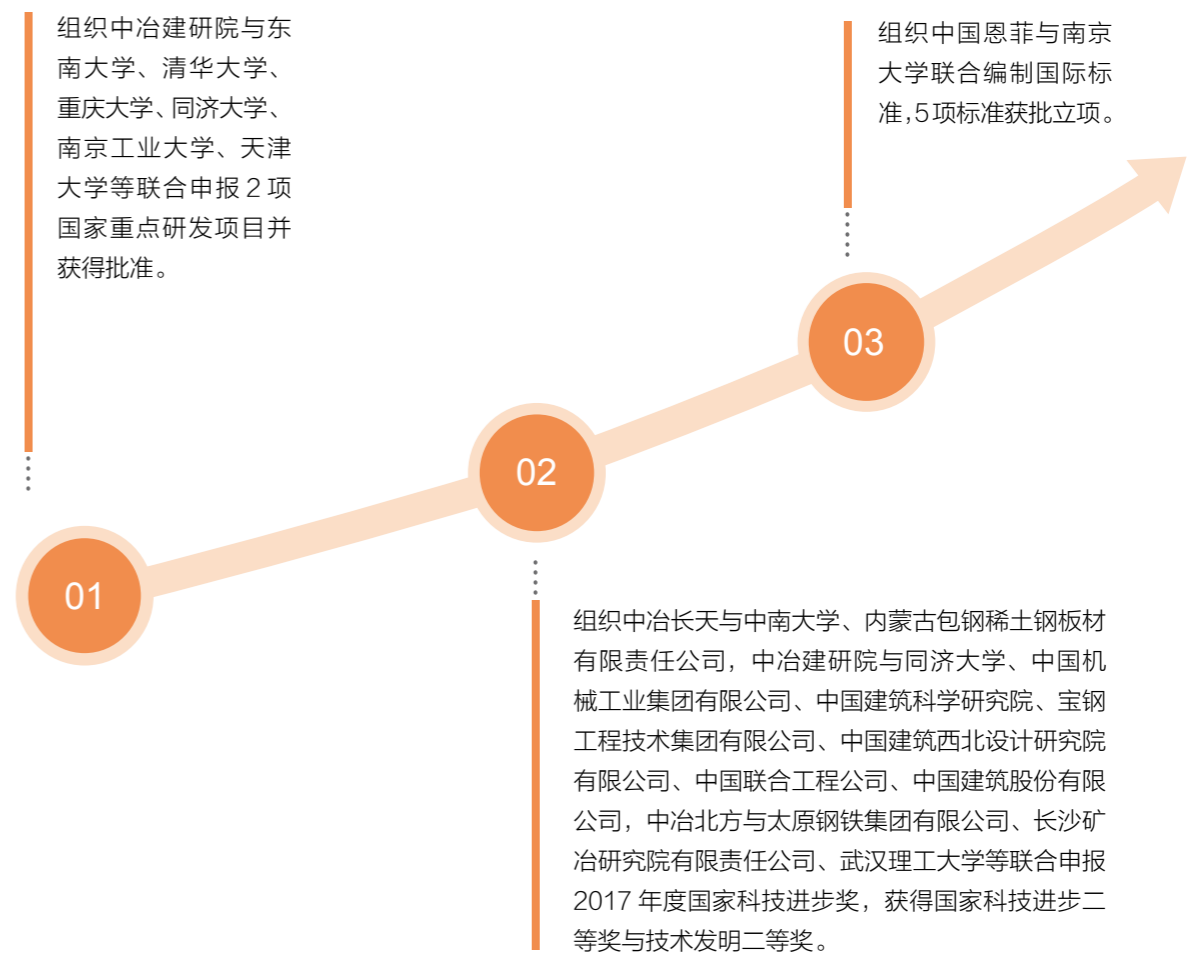 组织中冶建研院与东
南大学、清华大学、
重庆大学、同济大学、
南京工业大学、天津
大学等联合申报 2 项
国家重点研发项目并
获得批准。
01
02
组织中冶长天与中南大学、内蒙古包钢稀土钢板材
有限责任公司，中冶建研院与同济大学、中国机
械工业集团有限公司、中国建筑科学研究院、宝钢
工程技术集团有限公司、中国建筑西北设计研究院
有限公司、中国联合工程公司、中国建筑股份有限
公司，中冶北方与太原钢铁集团有限公司、长沙矿
冶研究院有限责任公司、武汉理工大学等联合申报
2017 年度国家科技进步奖，获得国家科技进步二
等奖与技术发明二等奖。
组织中国恩菲与南京
大学联合编制国际标
准,5项标准获批立项。
03